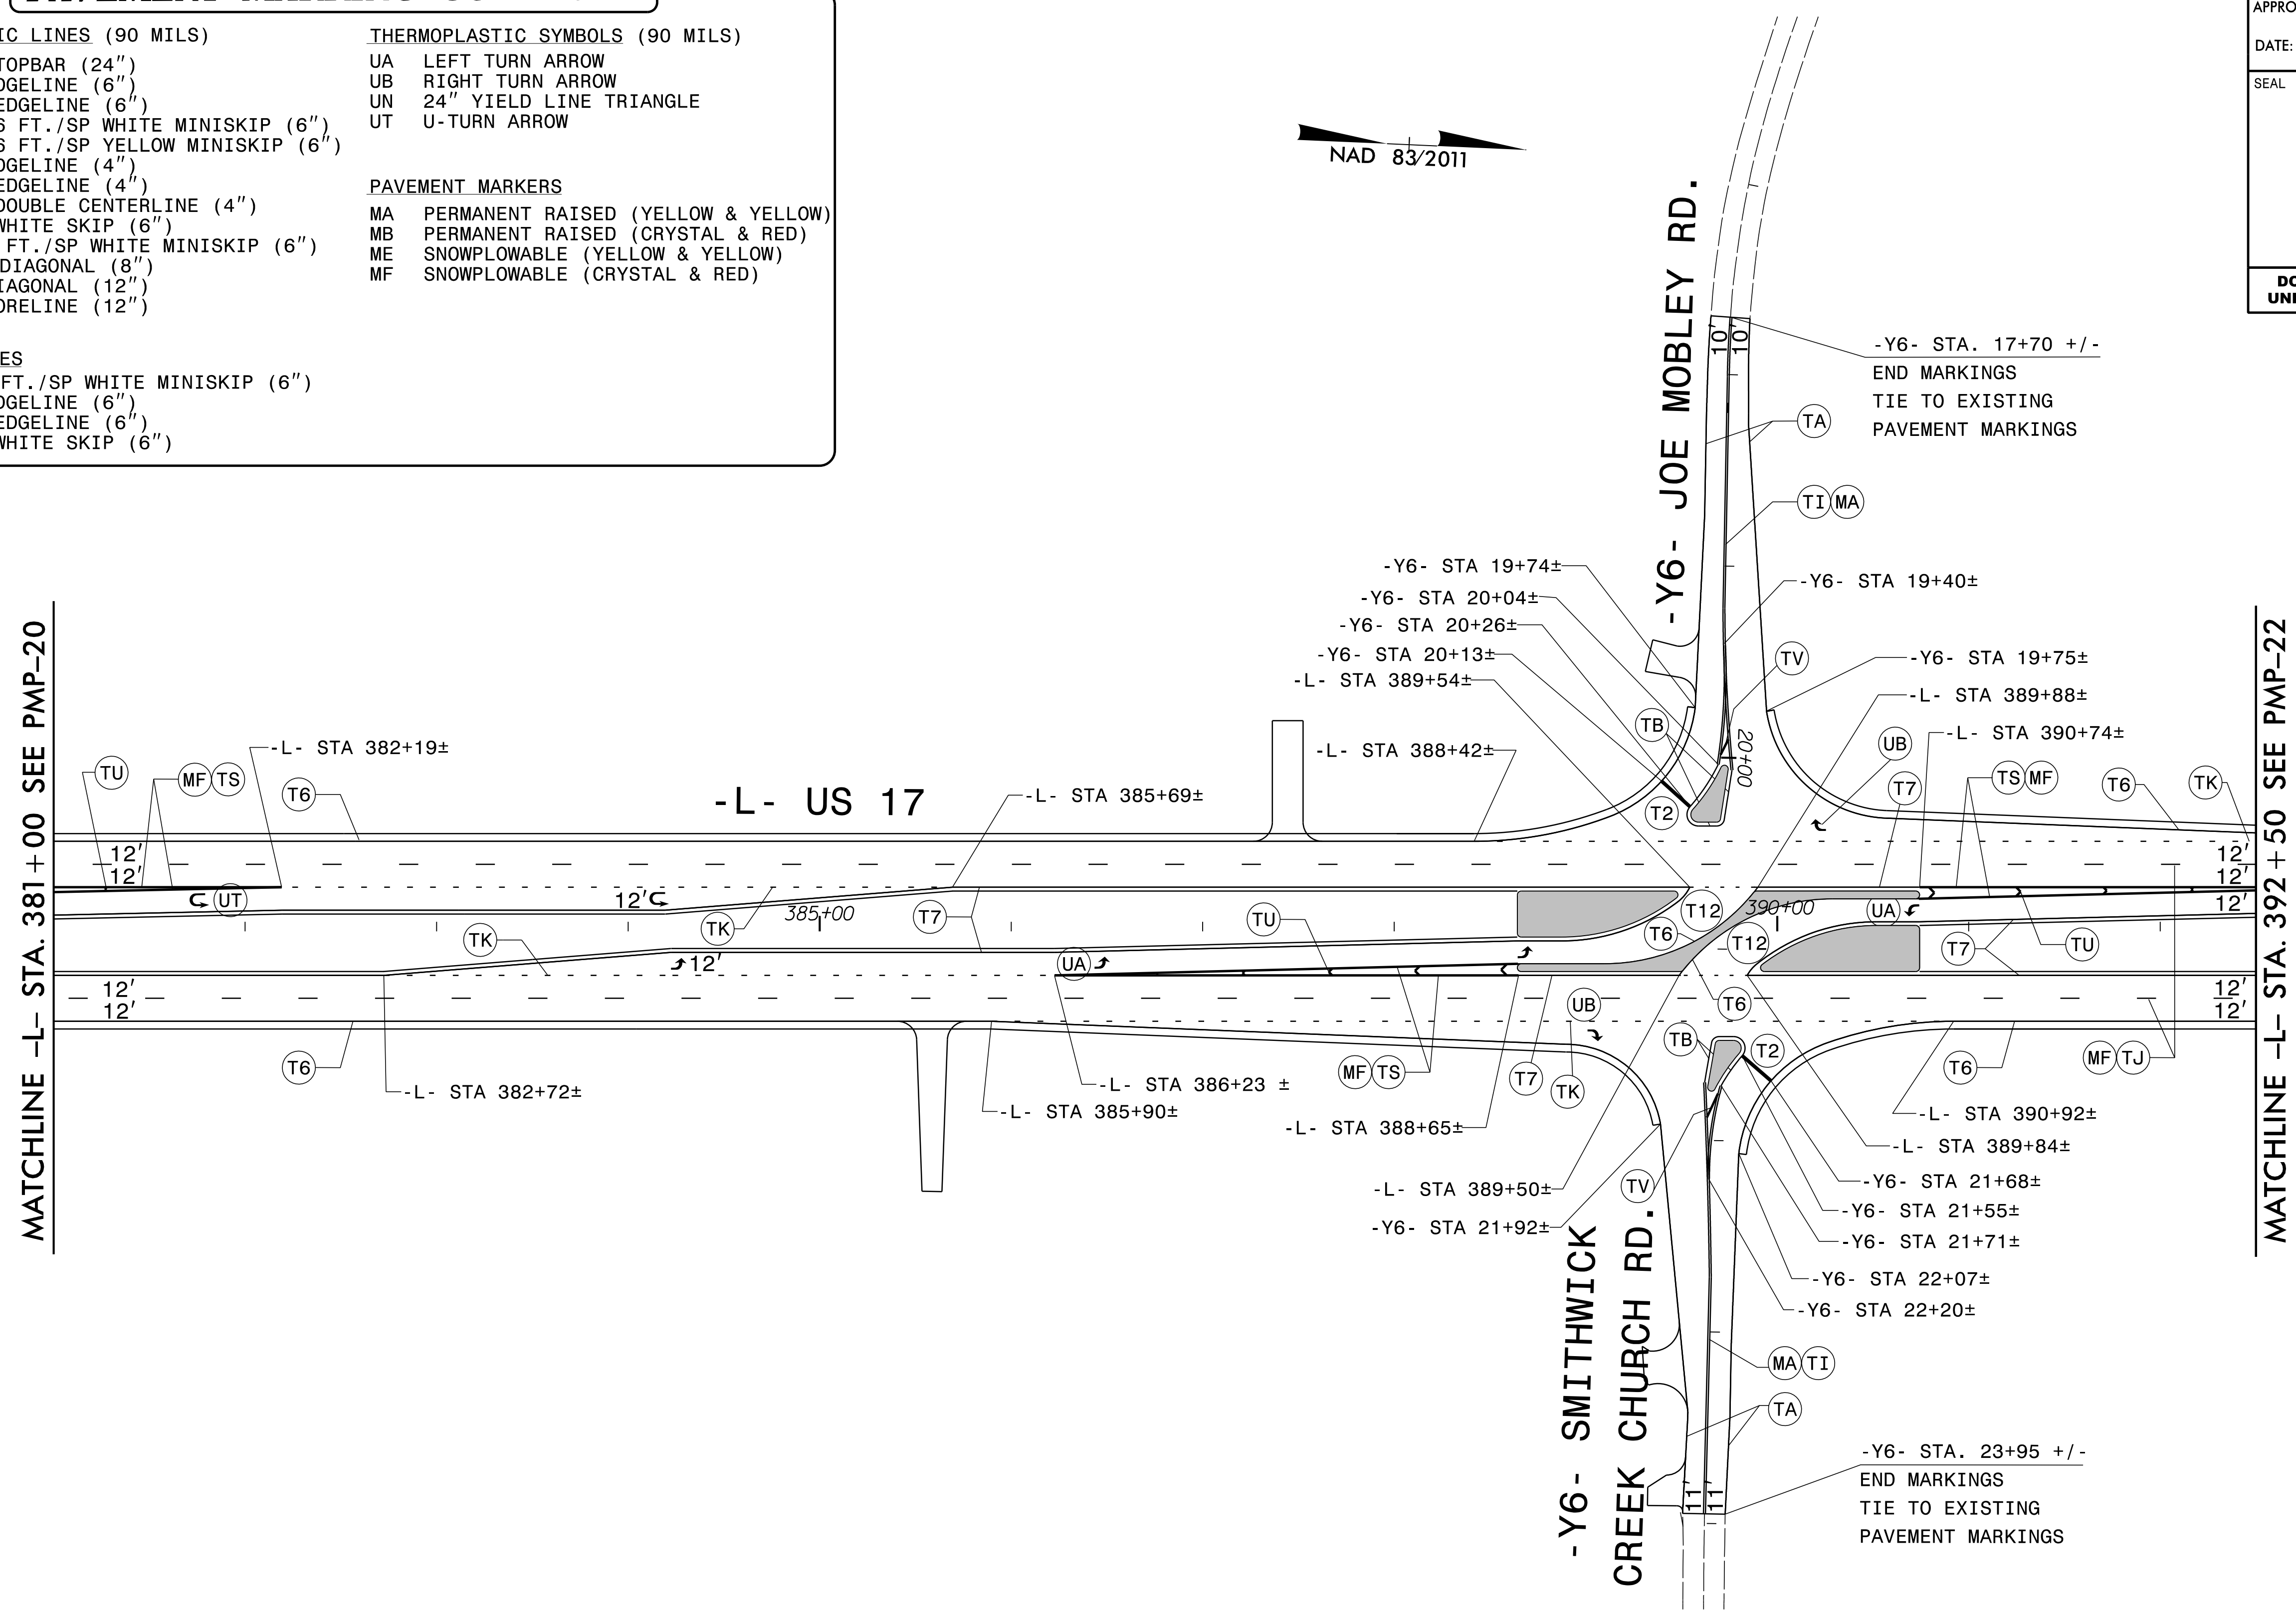 IC LINES (90 MILS)
TOPBAR (24")
DGELINE (6")
EDGELINE (6")
6 FT./SP WHITE MINISKIP (6")
6 FT./SP YELLOW MINISKIP (6")
DGELINE (4")
EDGELINE (4")
DOUBLE CENTERLINE (4")
WHITE SKIP (6")
FT./SP WHITE MINISKIP (6")
DIAGONAL (8")
IAGONAL (12")
ORELINE (12")
ES
FT./SP WHITE MINISKIP (6")
DGELINE (6")
EDGELINE (6")
WHITE SKIP (6")
THERMOPLASTIC SYMBOLS (90 MILS)
UA LEFT TURN ARROW
UB RIGHT TURN ARROW
UN 24" YIELD LINE TRIANGLE
UT U-TURN ARROW
PAVEMENT MARKERS
MA PERMANENT RAISED (YELLOW & YELLOW)
MB PERMANENT RAISED (CRYSTAL & RED)
ME SNOWPLOWABLE (YELLOW & YELLOW)
MF SNOWPLOWABLE (CRYSTAL & RED)
NAD 83/2011
APPRO
DATE:
SEAL
DO
UNI
-Y6- JOE MOBLEY RD.
10'
10'
-Y6- STA. 17+70 +/-
END MARKINGS
TIE TO EXISTING
PAVEMENT MARKINGS
TA
TI MA
-Y6- STA 19+74±
-Y6- STA 20+04±
-Y6- STA 20+26±
-Y6- STA 20+13±
-L- STA 389+54±
-Y6- STA 19+40±
TV
-Y6- STA 19+75±
-L- STA 389+88±
-L- STA 390+74±
TB
20+00
UB
T2
T7
TS MF
T6
TK
-L- STA 388+42±
MATCHLINE -L- STA. 381+00 SEE PMP-20
TU
MF TS
-L- STA 382+19±
T6
-L- US 17
-L- STA 385+69±
12'
12'
UT
12'
TK
385+00
T7
TU
T12
390+00
UA
12'
12'
12'
TK
12'
UA
T6
T12
T7
TU
12'
12'
UB
T6
12'
12'
T6
-L- STA 382+72±
-L- STA 386+23 ±
-L- STA 385+90±
MF TS
T7
TK
TB
T2
T6
MF TJ
-L- STA 388+65±
-L- STA 390+92±
-L- STA 389+84±
-L- STA 389+50±
TV
-Y6- STA 21+92±
-Y6- STA 21+68±
-Y6- STA 21+55±
-Y6- STA 21+71±
-Y6- STA 22+07±
-Y6- STA 22+20±
-Y6- SMITHWICK
CREEK CHURCH RD.
MA TI
TA
11'
11'
-Y6- STA. 23+95 +/-
END MARKINGS
TIE TO EXISTING
PAVEMENT MARKINGS
MATCHLINE -L- STA. 392+50 SEE PMP-22